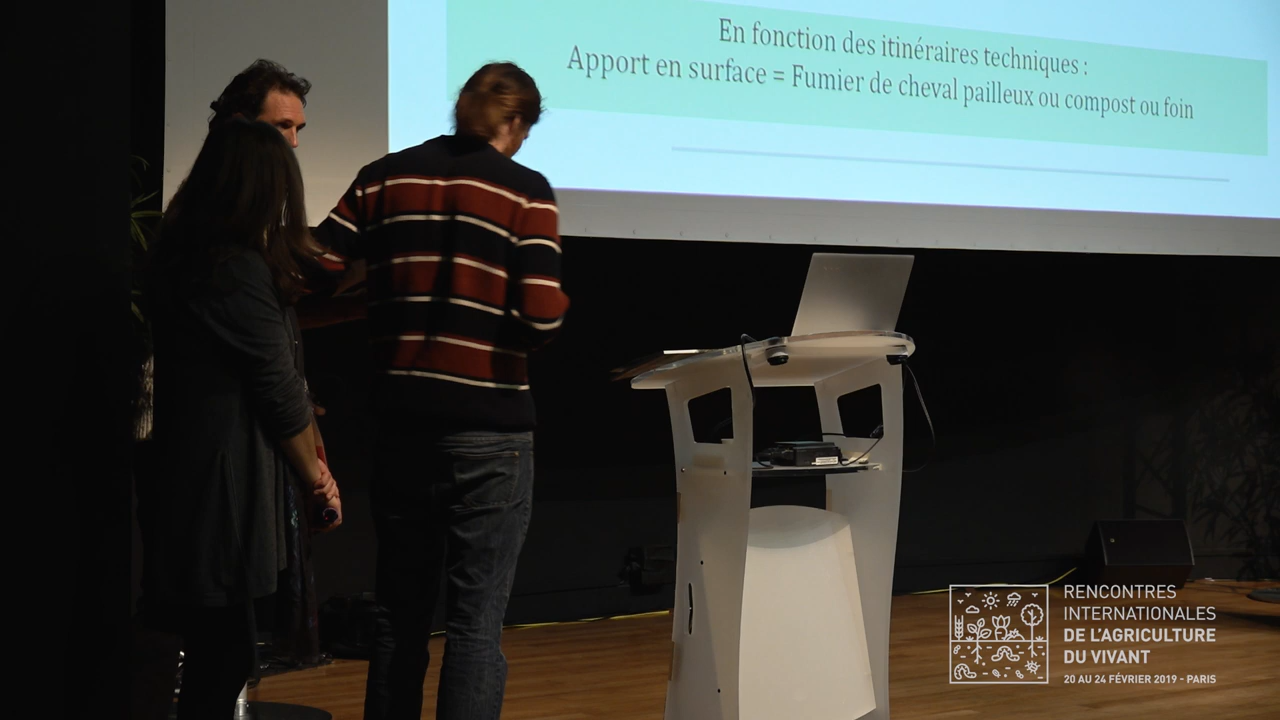 En fonction des itinéraires techniques :
Apport en surface = Fumier de cheval pailleux ou compost ou foin
RENCONTRES
INTERNATIONALES
DE L'AGRICULTURE
DU VIVANT
20 AU 24 FÉVRIER 2019 - PARIS